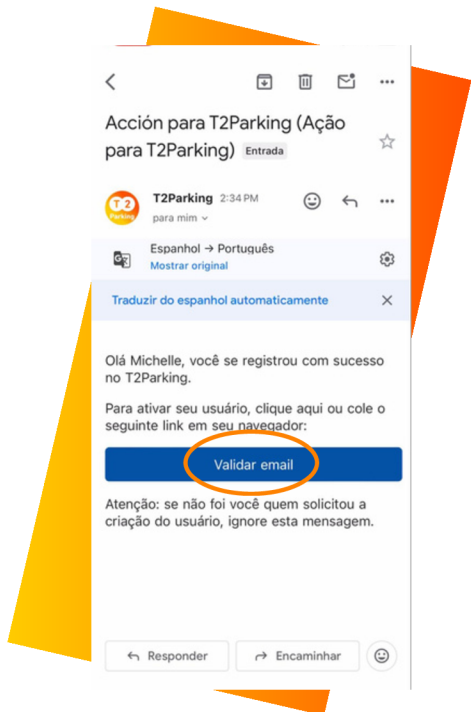 Acción para T2Parking (Ação
para T2Parking) Entrada
T2
Parking
T2Parking 2:34 PM
para mim
Espanhol → Português
Mostrar original
Traduzir do espanhol automaticamente
Olá Michelle, você se registrou com sucesso
no T2Parking.
Para ativar seu usuário, clique aqui ou cole o
seguinte link em seu navegador:
Validar email
Atenção: se não foi você quem solicitou a
criação do usuário, ignore esta mensagem.
Responder
Encaminhar